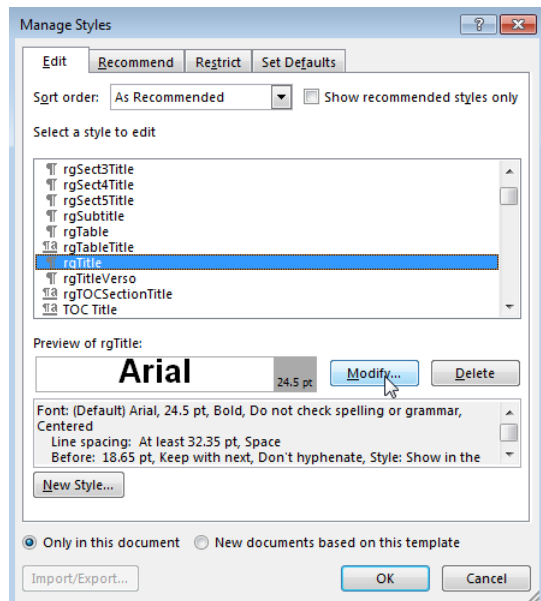 Manage Styles
Edit Recommend Restrict Set Defaults
Sort order: As Recommended Show recommended styles only
Select a style to edit
¶ rgSect3Title
¶ rgSect4Title
¶ rgSect5Title
¶ rgSubtitle
¶ rgTable
¶a rgTableTitle
¶ rgTitle
¶ rgTitleVerso
¶a rgTOCSectionTitle
¶a TOC Title
Preview of rgTitle:
Arial 24.5 pt Modify... Delete
Font: (Default) Arial, 24.5 pt, Bold, Do not check spelling or grammar,
Centered
Line spacing: At least 32.35 pt, Space
Before: 18.65 pt, Keep with next, Don't hyphenate, Style: Show in the
New Style...
Only in this document New documents based on this template
Import/Export... OK Cancel